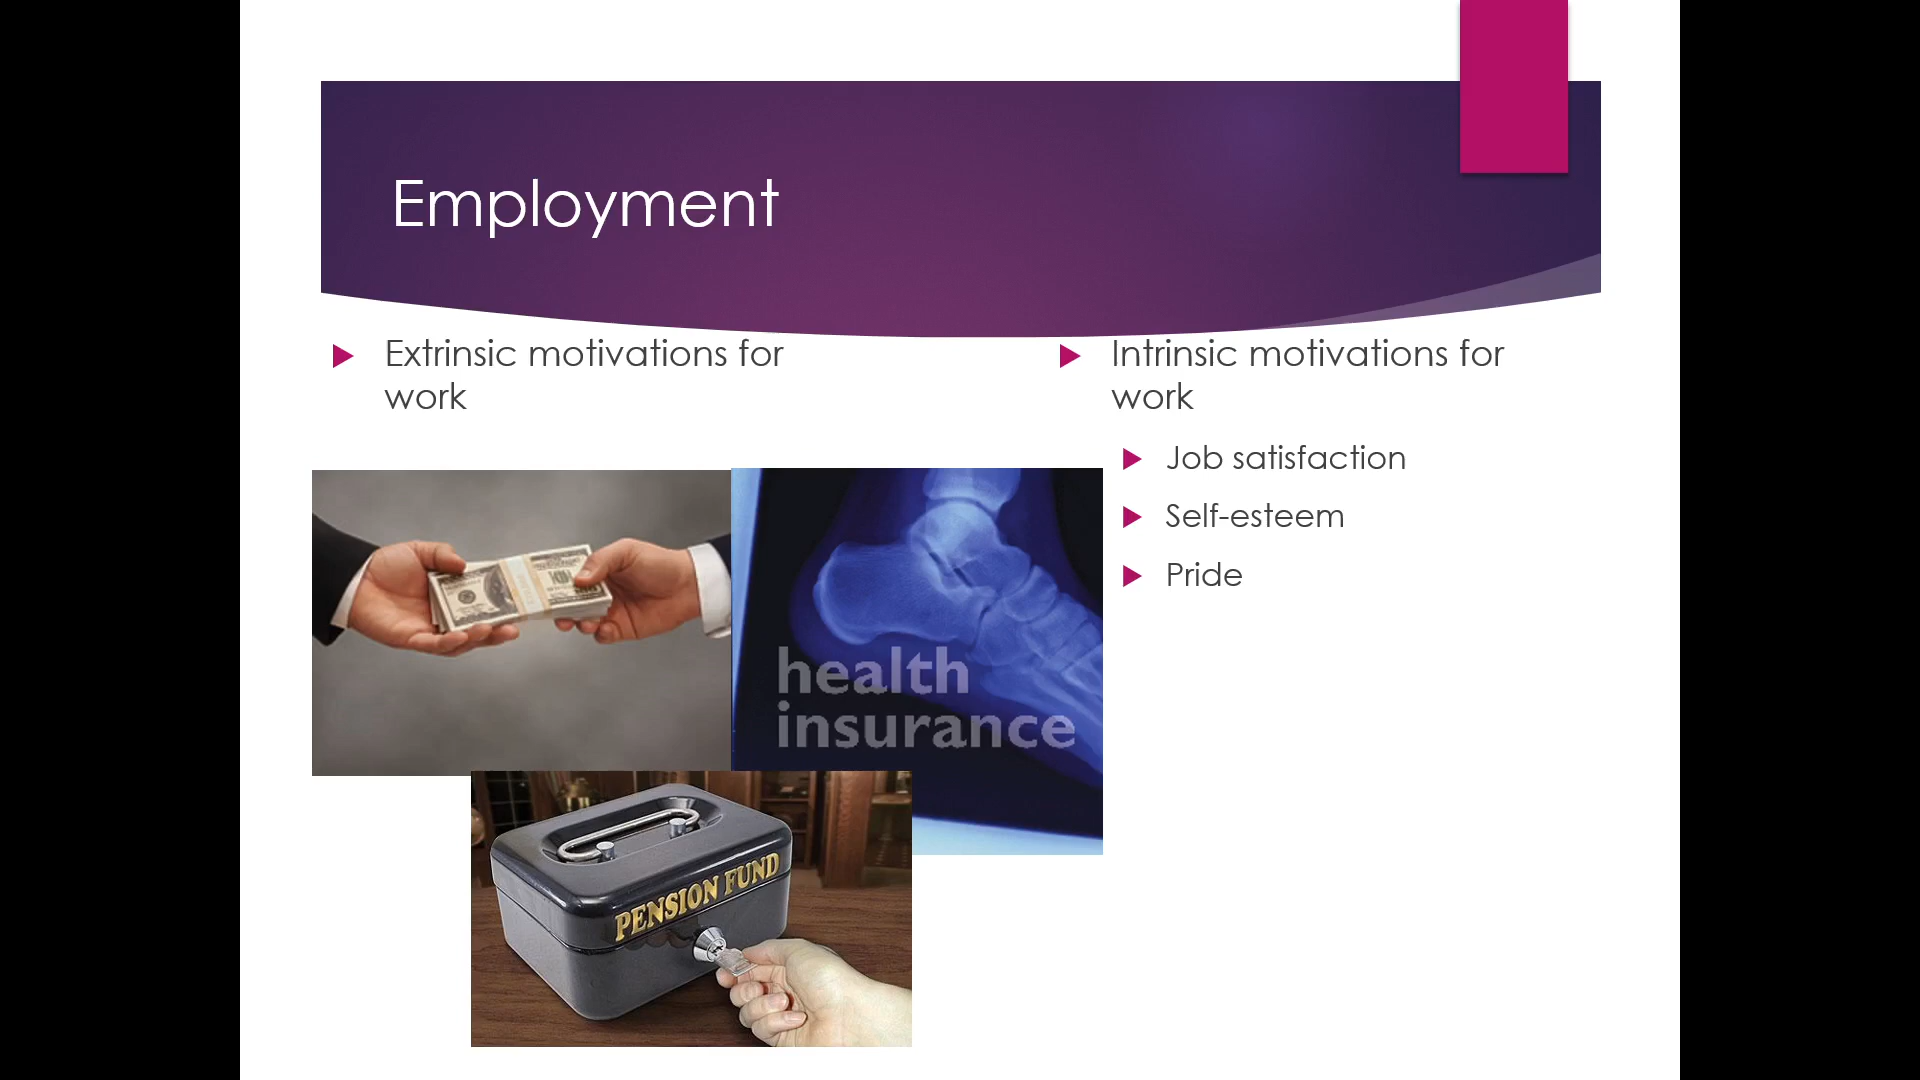 Employment
Extrinsic motivations for
work
Intrinsic motivations for
work
Job satisfaction
Self-esteem
Pride
health
insurance
PENSION FUND